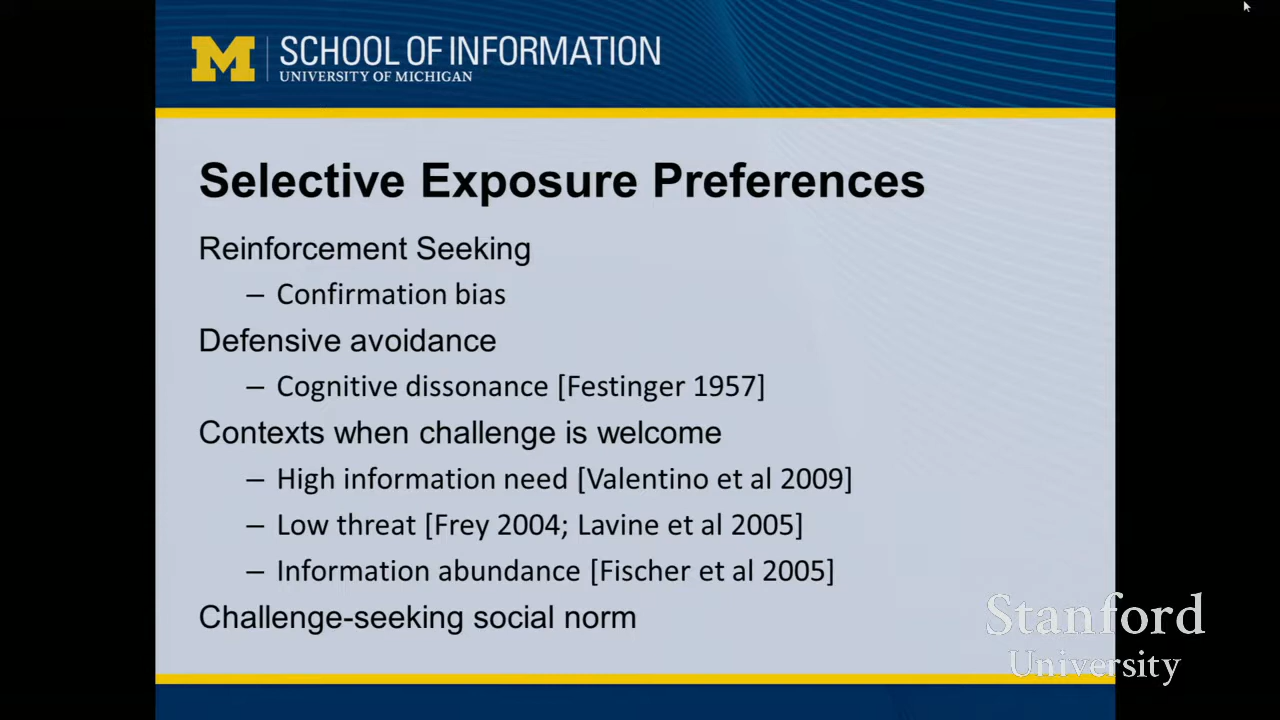 M
SCHOOL OF INFORMATION
UNIVERSITY OF MICHIGAN
Selective Exposure Preferences
Reinforcement Seeking
– Confirmation bias
Defensive avoidance
– Cognitive dissonance [Festinger 1957]
Contexts when challenge is welcome
– High information need [Valentino et al 2009]
– Low threat [Frey 2004; Lavine et al 2005]
– Information abundance [Fischer et al 2005]
Challenge-seeking social norm
Stanford
University